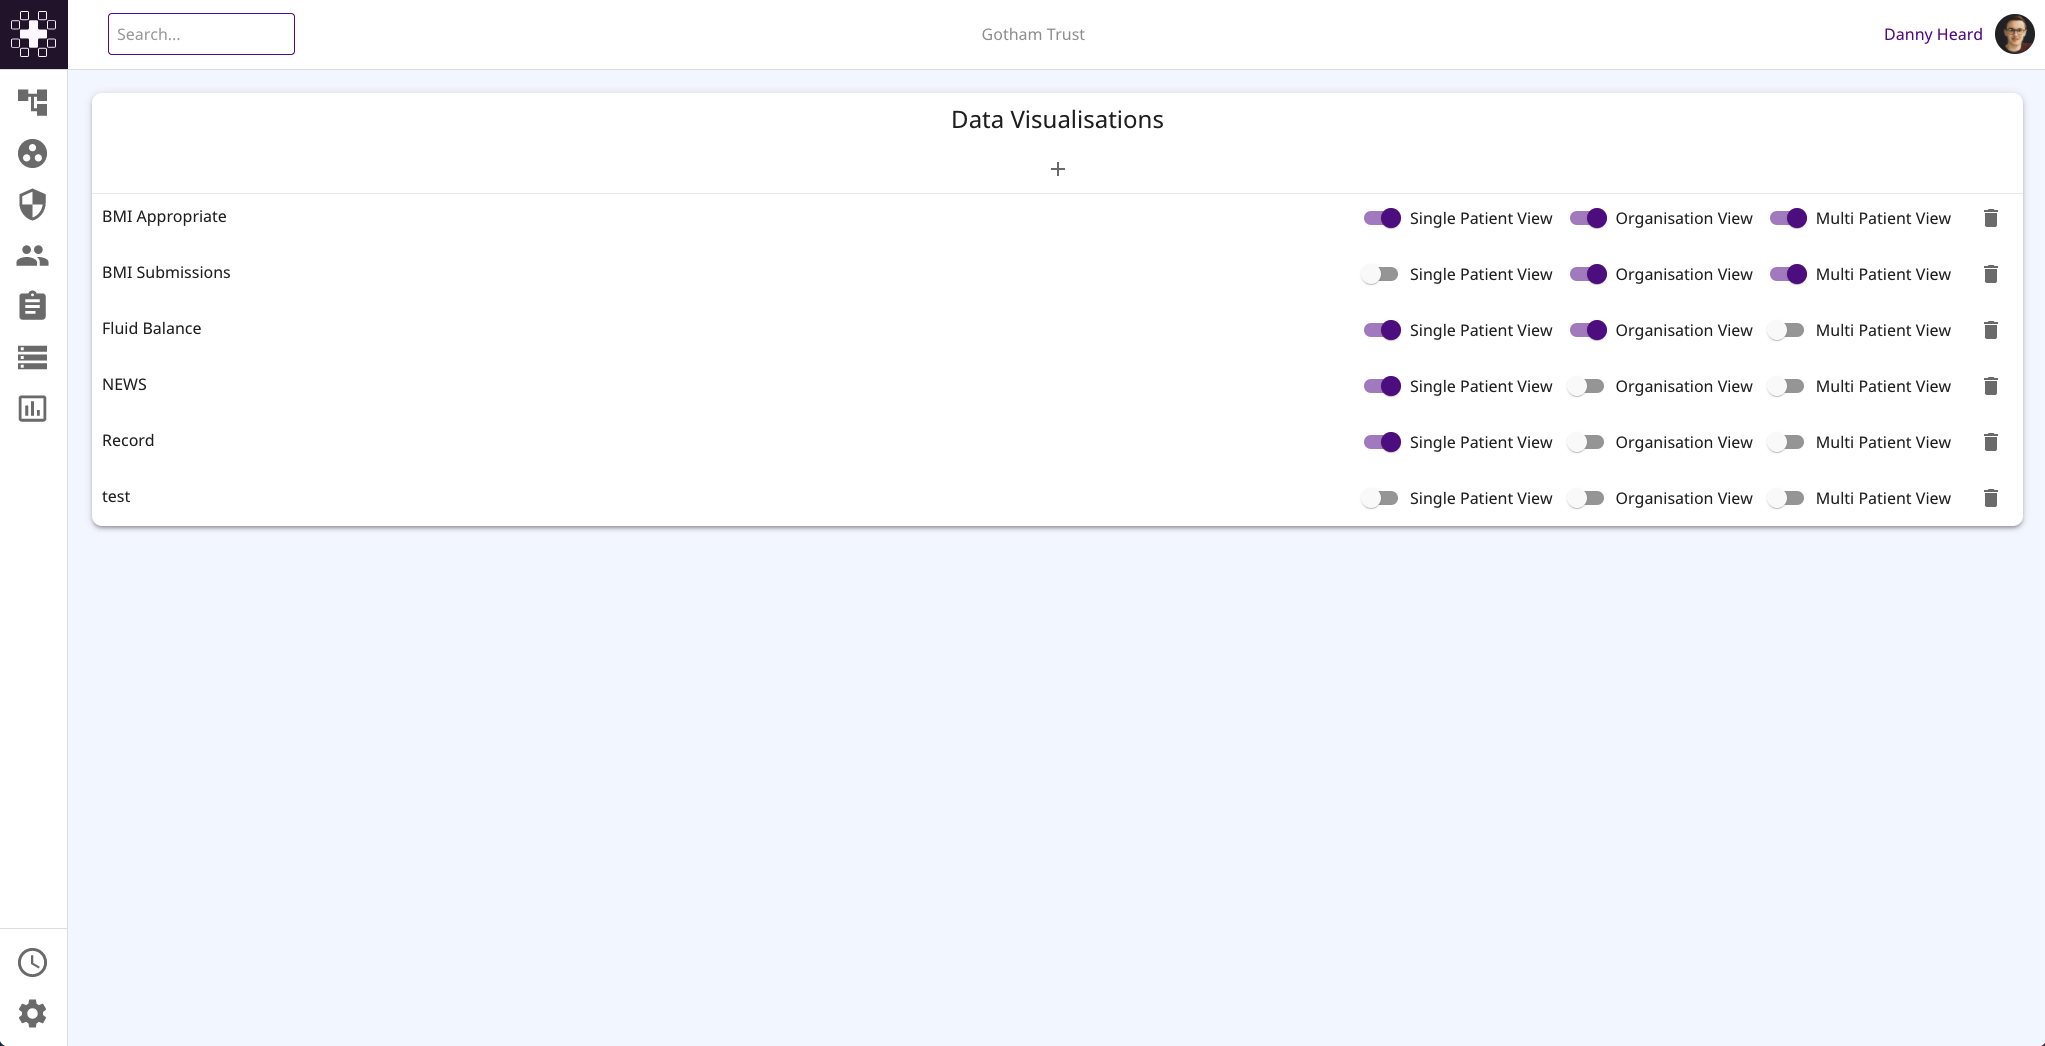 Search...
Gotham Trust
Danny Heard
Data Visualisations
BMI Appropriate Single Patient View Organisation View Multi Patient View
BMI Submissions Single Patient View Organisation View Multi Patient View
Fluid Balance Single Patient View Organisation View Multi Patient View
NEWS Single Patient View Organisation View Multi Patient View
Record Single Patient View Organisation View Multi Patient View
test Single Patient View Organisation View Multi Patient View